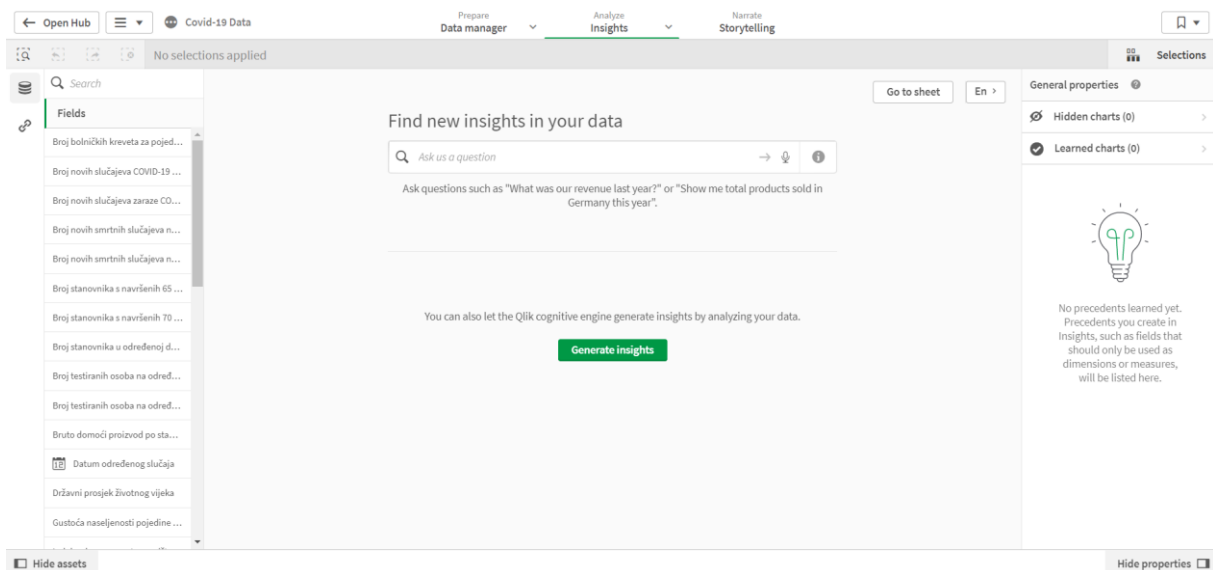 Open Hub
Covid-19 Data
Prepare
Data manager
Analyze
Insights
Narrate
Storytelling
No selections applied
Selections
Search
Fields
Broj bolničkih kreveta za pojed...
Broj novih slučajeva COVID-19 ...
Broj novih slučajeva zaraze CO...
Broj novih smrtnih slučajeva n...
Broj novih smrtnih slučajeva n...
Broj stanovnika s navršenih 65 ...
Broj stanovnika s navršenih 70 ...
Broj stanovnika u određenoj d...
Broj testiranih osoba na određ...
Broj testiranih osoba na određ...
Bruto domoći proizvod po sta...
12 Datum određenog slučaja
Državni prosjek životnog vijeka
Gustoća naseljenosti pojedine ...
Hide assets
Go to sheet
En
Find new insights in your data
Ask us a question
Ask questions such as "What was our revenue last year?" or "Show me total products sold in
Germany this year".
You can also let the Qlik cognitive engine generate insights by analyzing your data.
Generate insights
General properties
Hidden charts (0)
Learned charts (0)
No precedents learned yet.
Precedents you create in
Insights, such as fields that
should only be used as
dimensions or measures,
will be listed here.
Hide properties